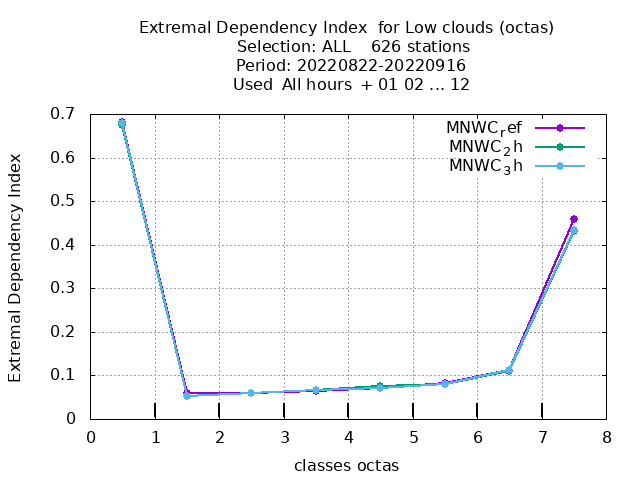 Extremal Dependency Index  for Low clouds (octas)
Selection: ALL    626 stations
Period: 20220822-20220916
Used  All hours  + 01 02 ... 12
Extremal Dependency Index
0.7
0.6
0.5
0.4
0.3
0.2
0.1
0
MNWCref
MNWC2h
MNWC3h
0 1 2 3 4 5 6 7 8
classes octas